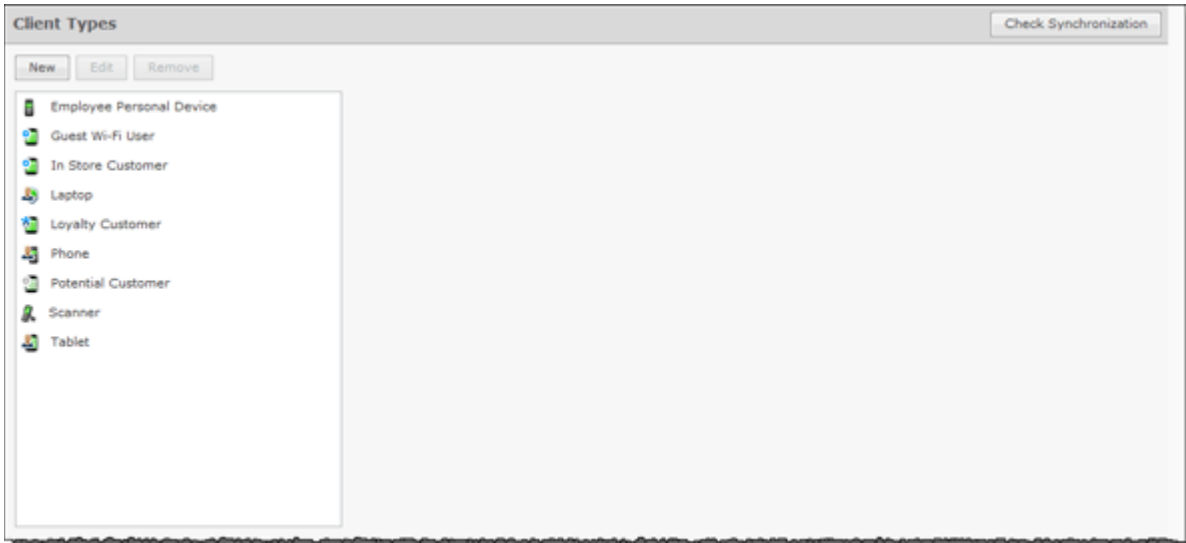 Client Types
Check Synchronization
New Edit Remove
Employee Personal Device
Guest Wi-Fi User
In Store Customer
Laptop
Loyalty Customer
Phone
Potential Customer
Scanner
Tablet